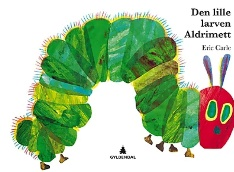 Den lille
larven
Aldrimett
Eric Carle
GYLDENDAL